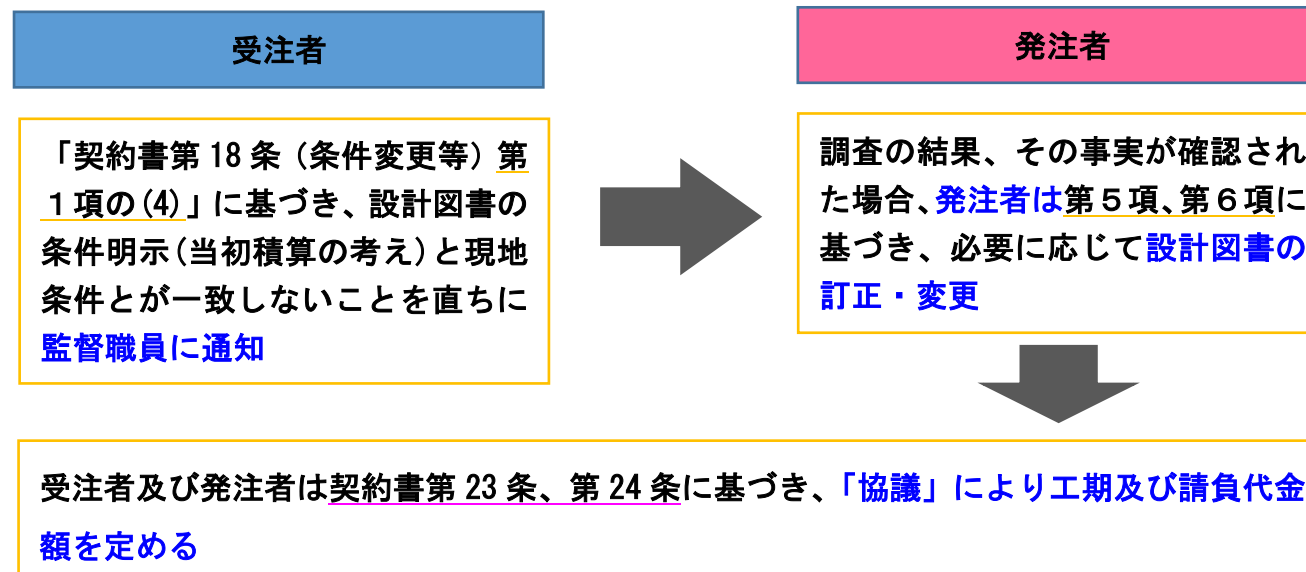 受注者
発注者
「契約書第 18 条（条件変更等）第
１項の(4)」に基づき、設計図書の
条件明示(当初積算の考え)と現地
条件とが一致しないことを直ちに
監督職員に通知
調査の結果、その事実が確認され
た場合、発注者は第５項、第６項に
基づき、必要に応じて設計図書の
訂正・変更
受注者及び発注者は契約書第 23 条、第 24 条に基づき、「協議」により工期及び請負代金
額を定める